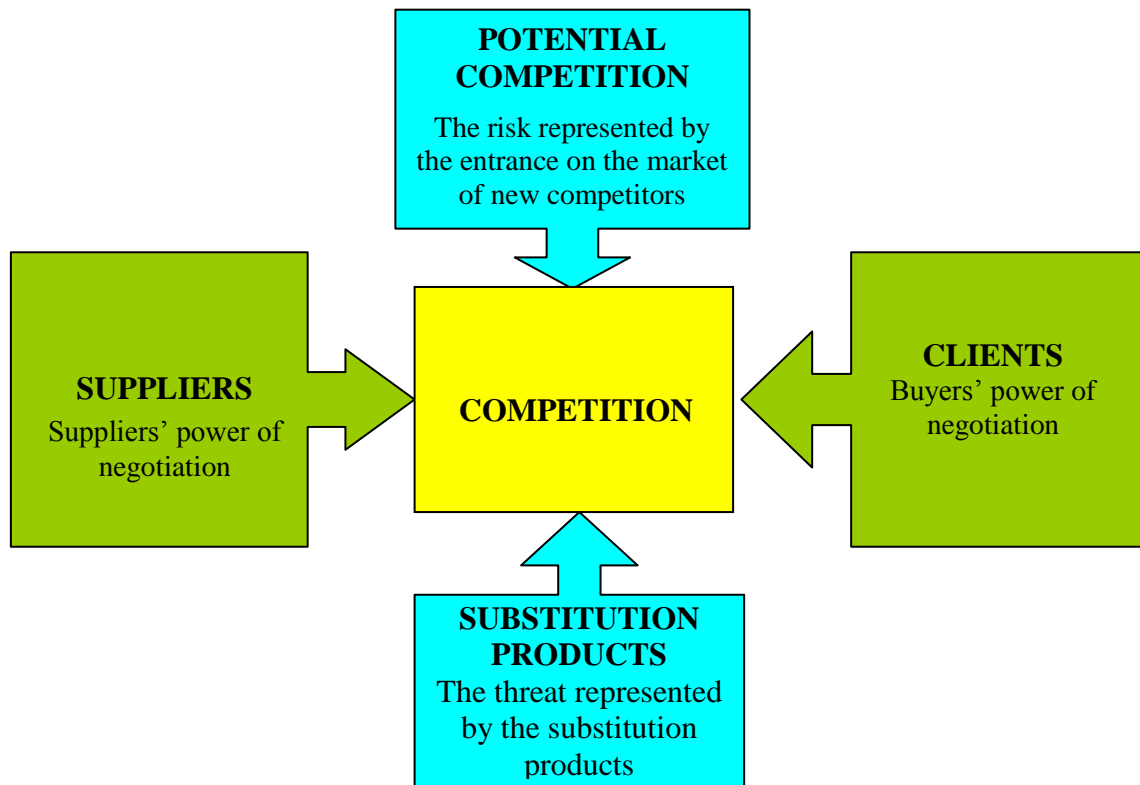 POTENTIAL
COMPETITION
The risk represented by
the entrance on the market
of new competitors
SUPPLIERS
Suppliers’ power of
negotiation
COMPETITION
CLIENTS
Buyers’ power of
negotiation
SUBSTITUTION
PRODUCTS
The threat represented
by the substitution
products